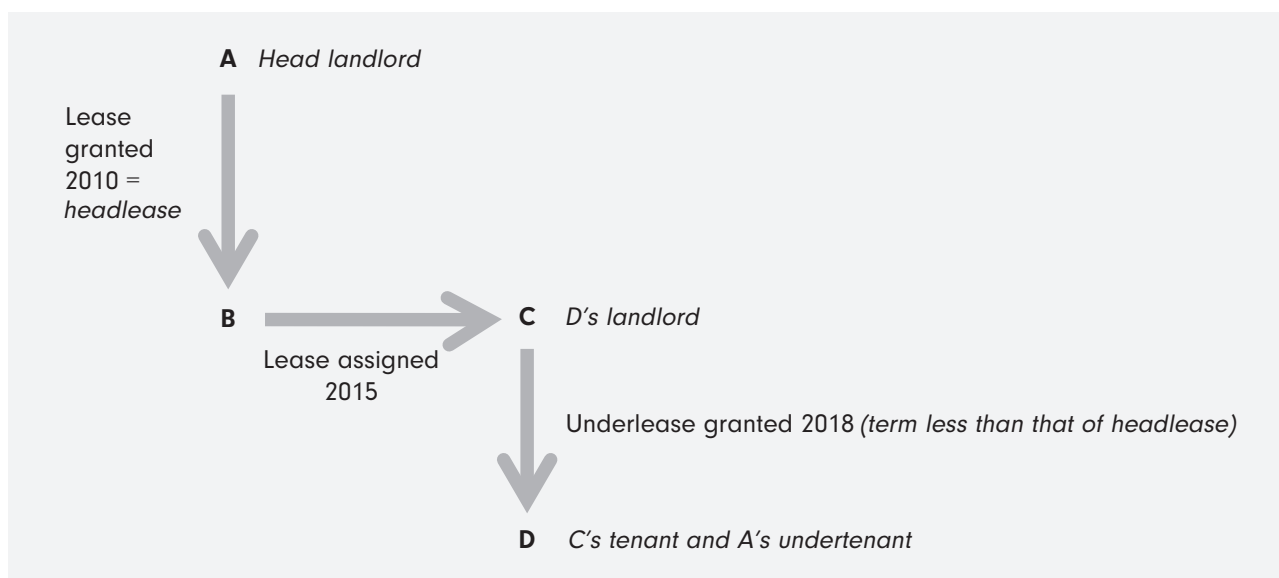 A Head landlord
Lease
granted
2010 =
headlease
B
C D's landlord
Lease assigned
2015
Underlease granted 2018 (term less than that of headlease)
D C's tenant and A's undertenant